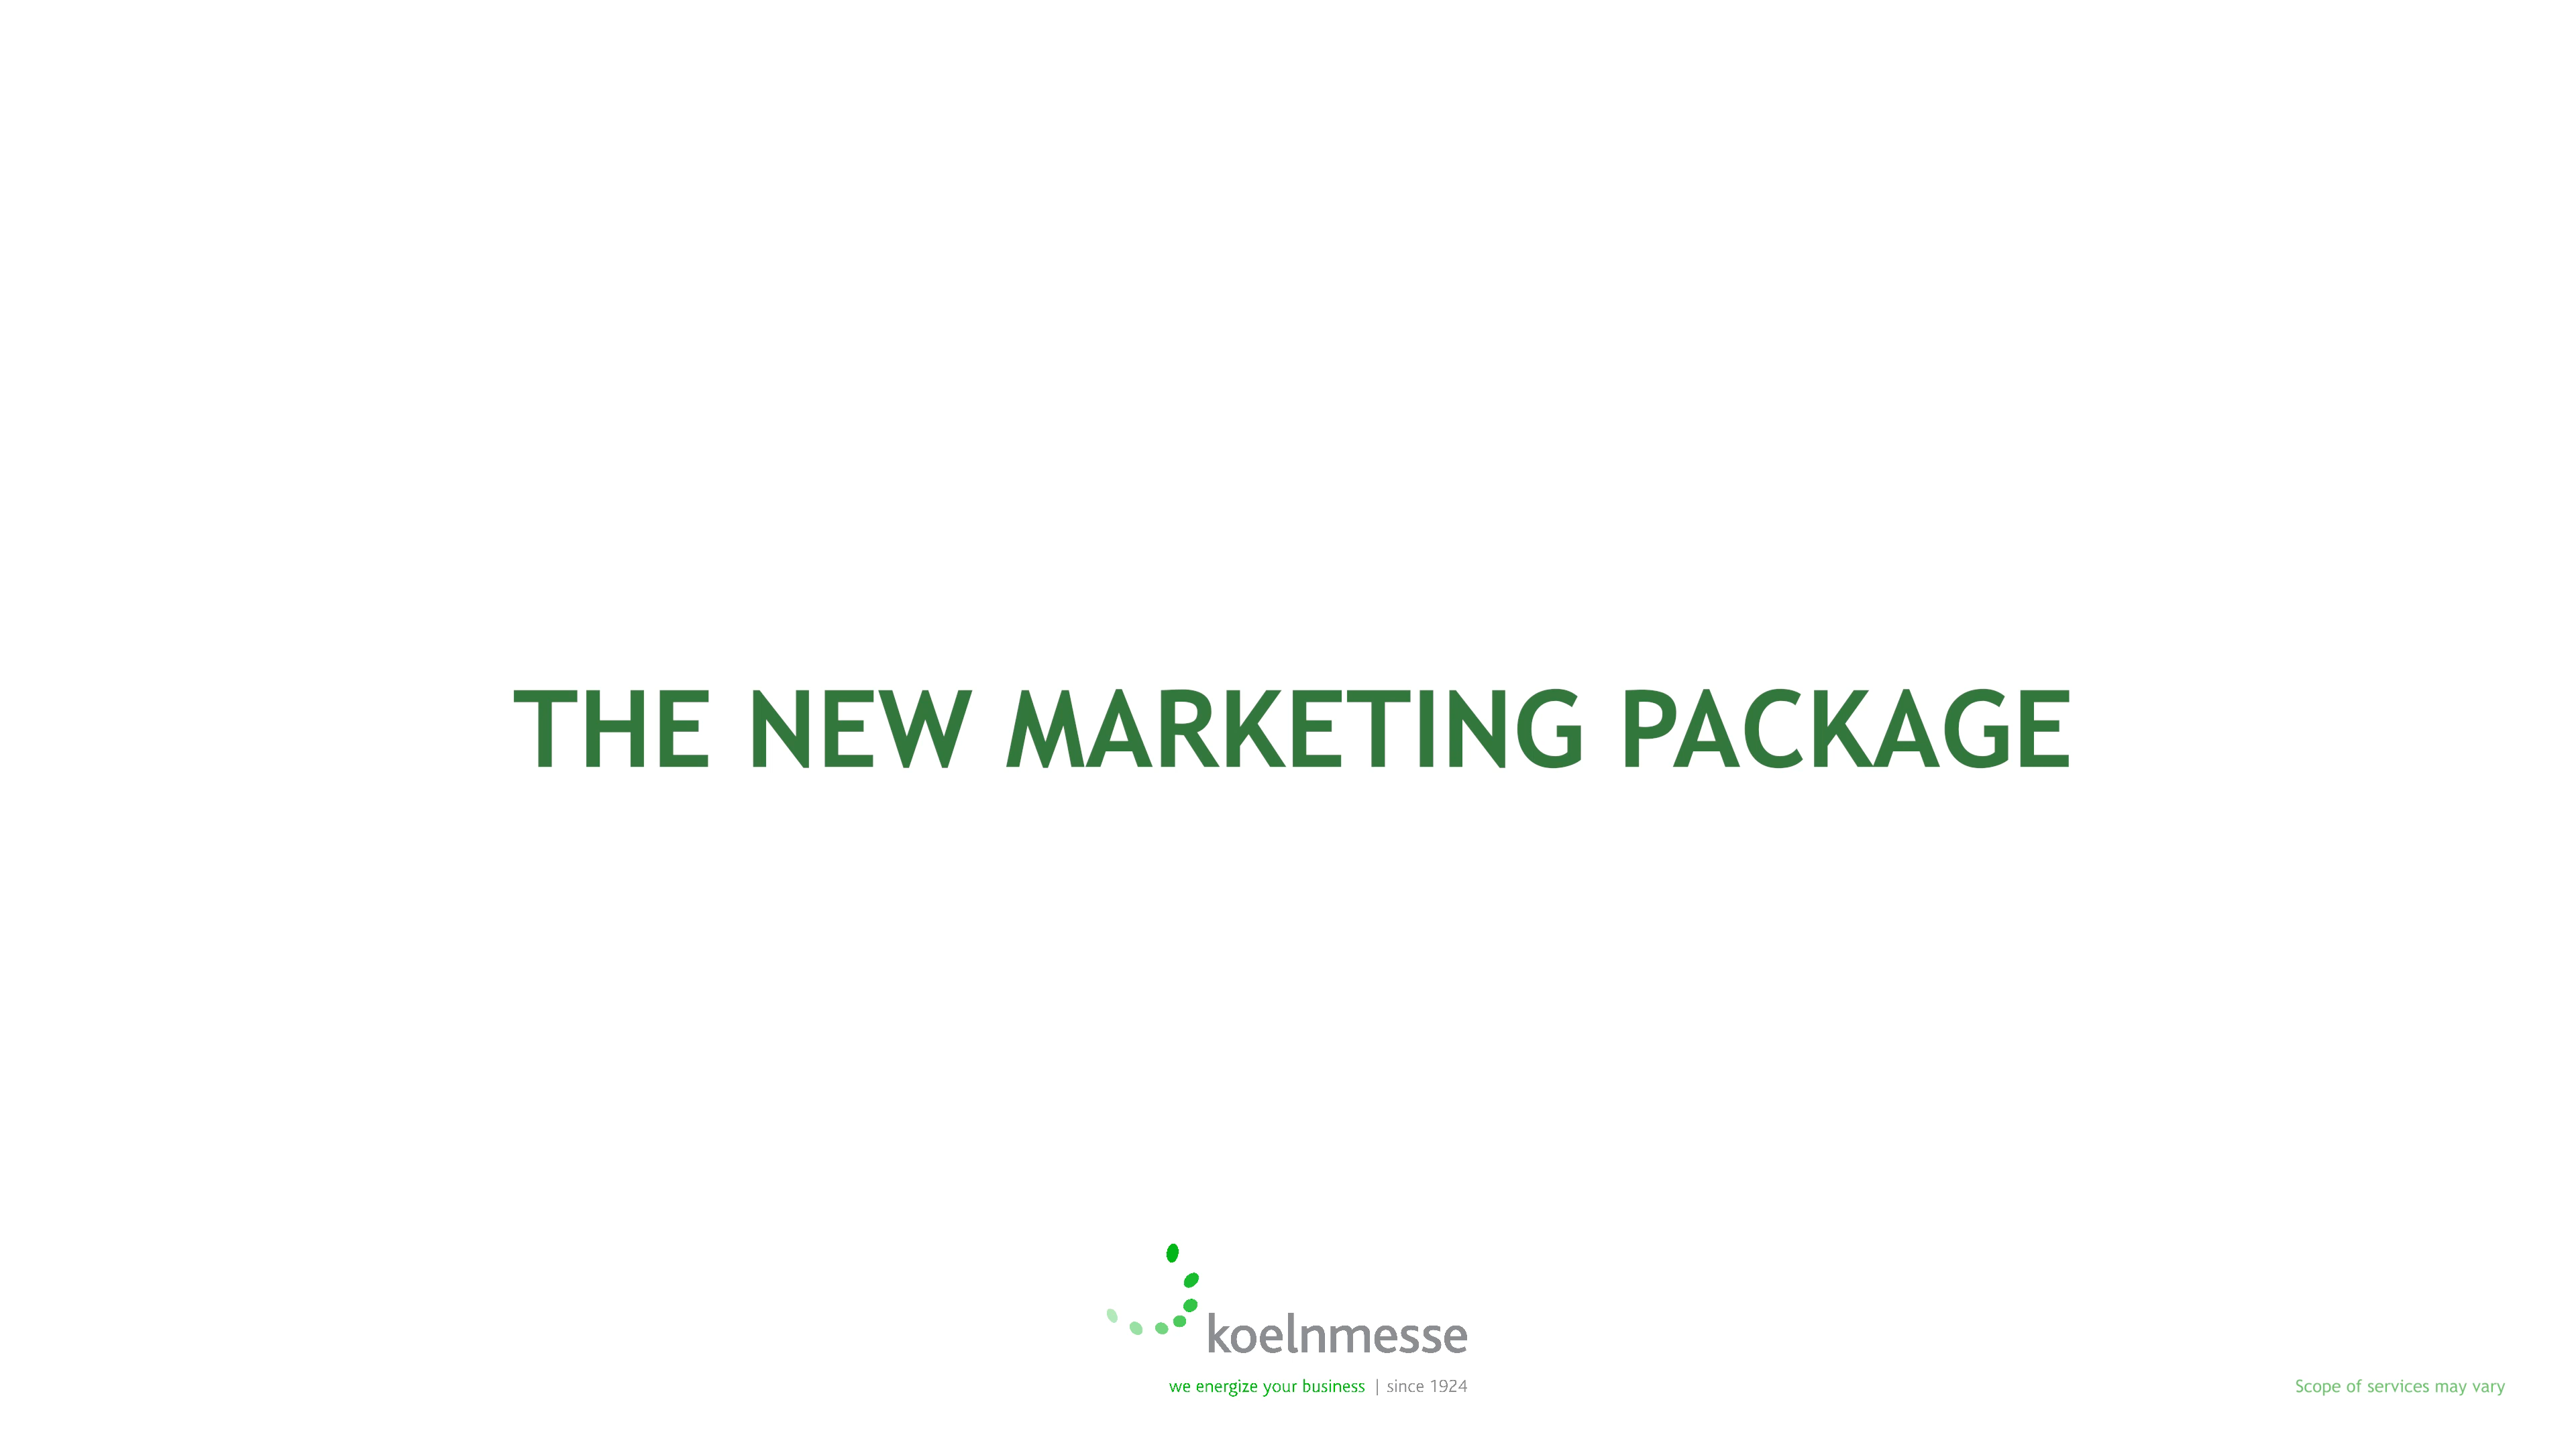 THE NEW MARKETING PACKAGE
koelnmesse
we energize your business | since 1924
Scope of services may vary